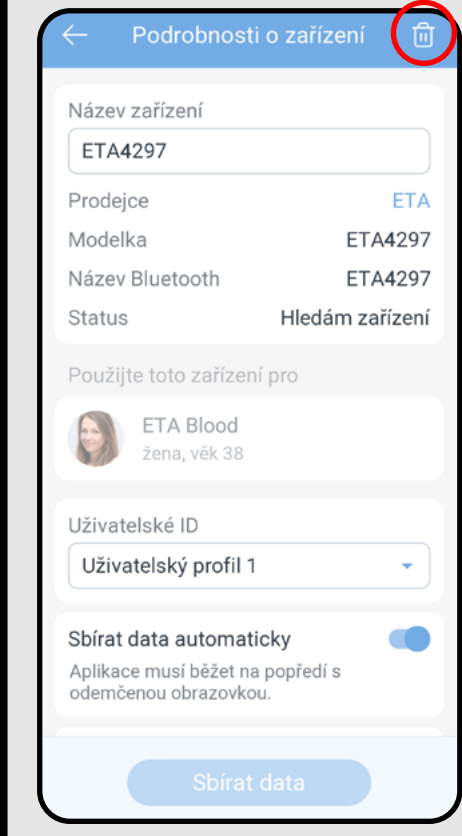 Podrobnosti o zařízení
Název zařízení
ETA4297
Prodejce ETA
Modelka ETA4297
Název Bluetooth ETA4297
Status Hledám zařízení
Použijte toto zařízení pro
ETA Blood
žena, věk 38
Uživatelské ID
Uživatelský profil 1
Sbírat data automaticky
Aplikace musí běžet na popředí s
odemčenou obrazovkou.
Sbírat data